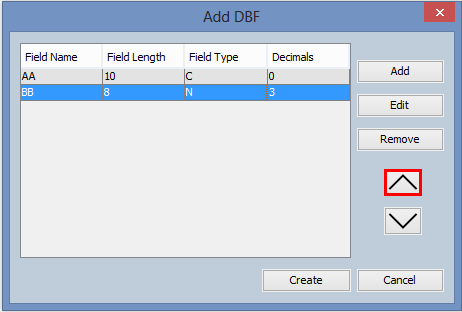 Add DBF
Field Name Field Length Field Type Decimals
AA 10 C 0
BB 8 N 3
Add
Edit
Remove
Create Cancel